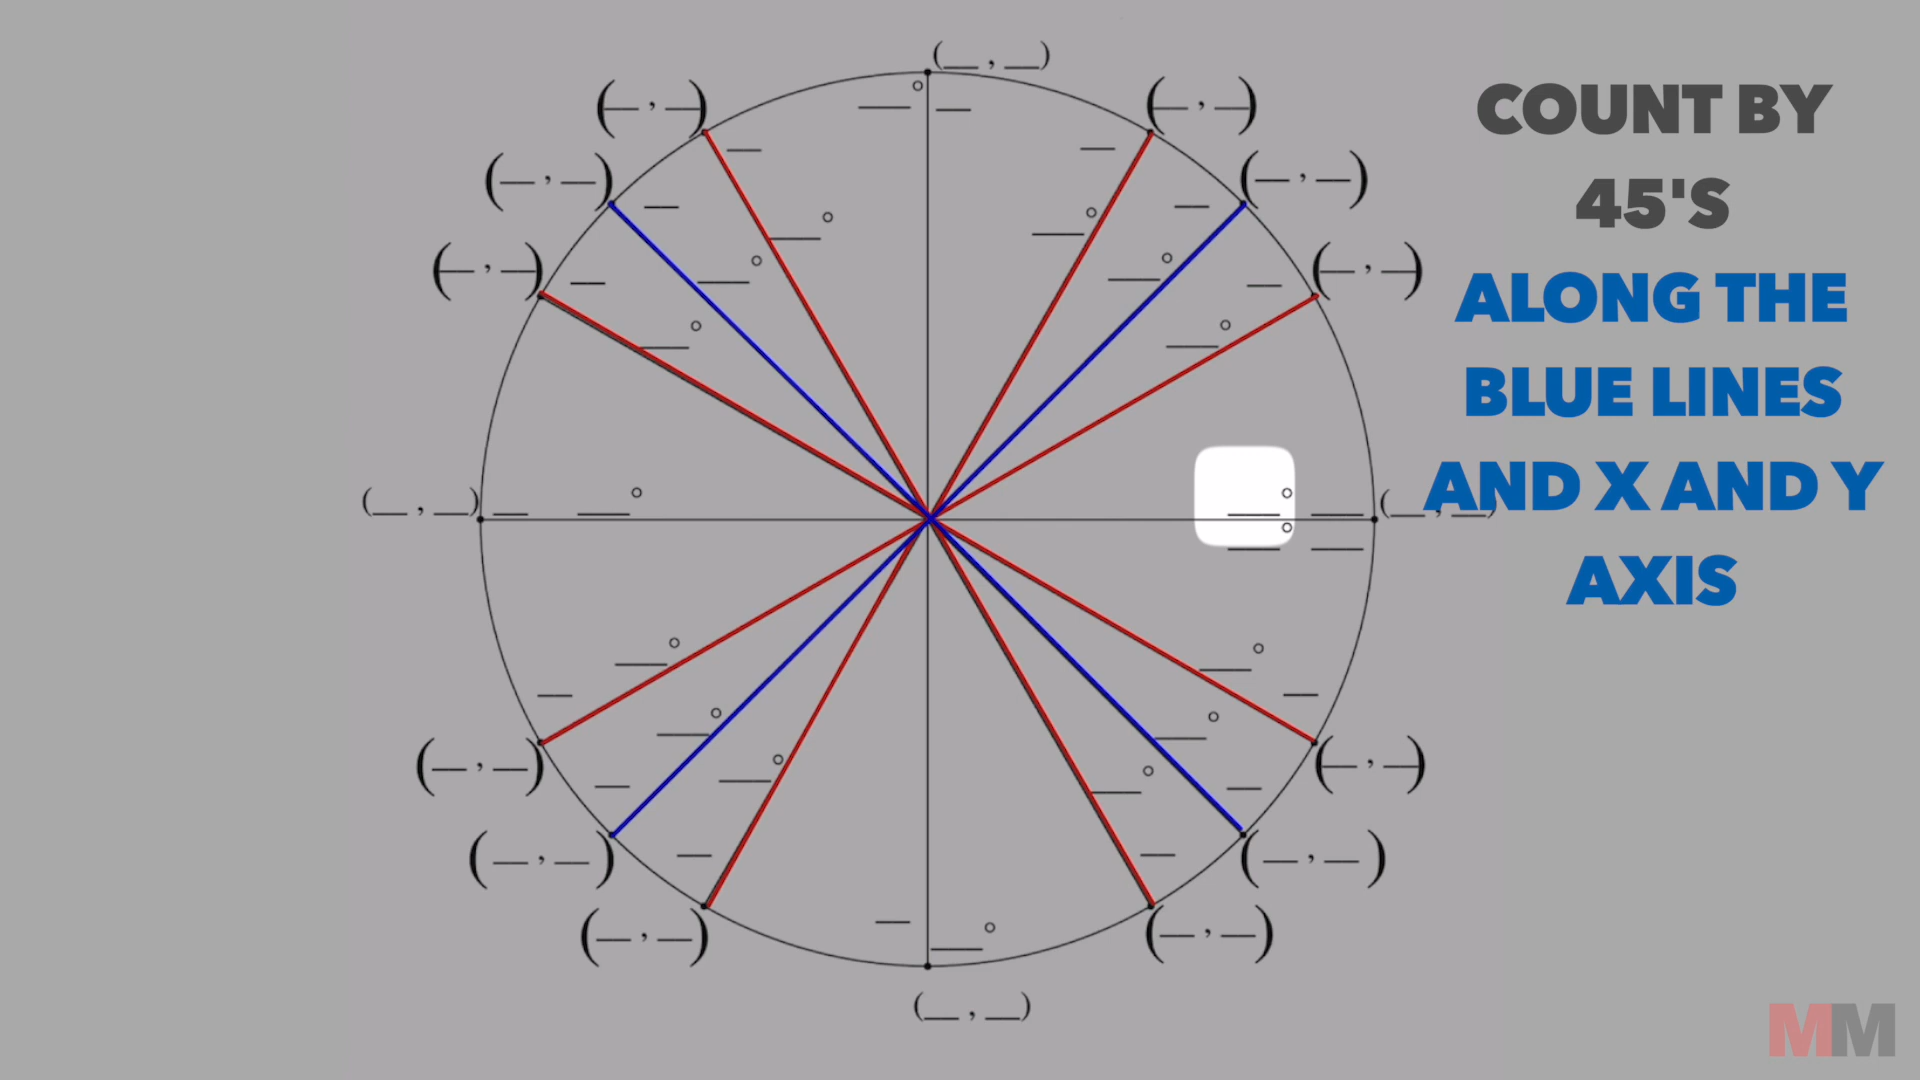 COUNT BY
45'S
ALONG THE
BLUE LINES
AND X AND Y
AXIS
MM